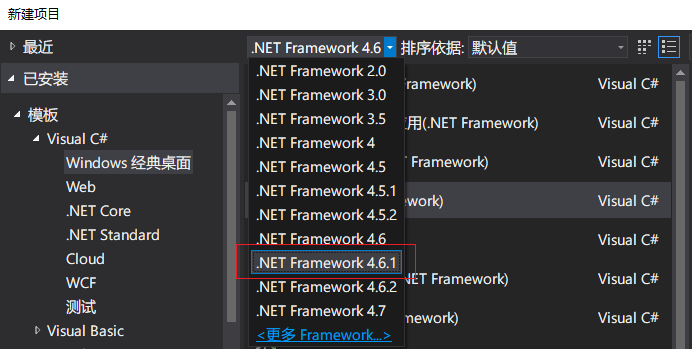 新建项目
最近
.NET Framework 4.6
排序依据:
默认值
已安装
模板
Visual C#
Windows 经典桌面
Web
.NET Core
.NET Standard
Cloud
WCF
测试
Visual Basic
.NET Framework 2.0
.NET Framework 3.0
.NET Framework 3.5
.NET Framework 4
.NET Framework 4.5
.NET Framework 4.5.1
.NET Framework 4.5.2
.NET Framework 4.6
.NET Framework 4.6.1
.NET Framework 4.6.2
.NET Framework 4.7
<更多 Framework...>
ework) Visual C#
用(.NET Framework) Visual C#
T Framework) Visual C#
ework) Visual C#
Visual C#
NET Framework) Visual C#
work) Visual C#